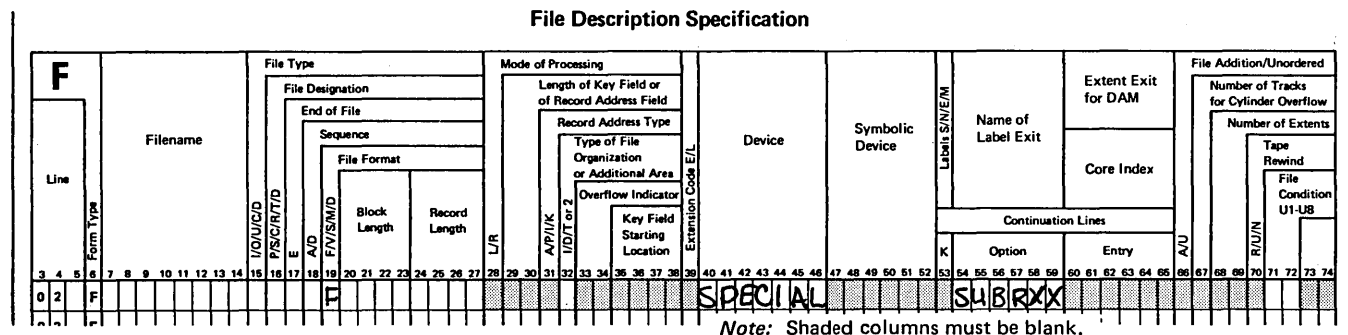 File Description Specification
F
File Type
Mode of Processing
File Addition/Unordered
File Designation
Length of Key Field or
of Record Address Field
Extent Exit
for DAM
Number of Tracks
for Cylinder Overflow
End of File
Record Address Type
Number of Extents
Filename
Sequence
Type of File
Organization
or Additional Area
Device
Symbolic
Device
Labels S/N/E/M
Name of
Label Exit
Tape
Rewind
File Format
Core Index
File
Condition
U1-U8
Line
Overflow Indicator
Extension Code E/L
Form Type
I/O/U/C/D
P/S/C/R/T/D
E
A/D
F/V/S/M/D
Block
Length
Record
Length
L/R
A/P/I/K
I/D/T or 2
Key Field
Starting
Location
Continuation Lines
K
Option
Entry
A/U
R/U/N
3 4 5 6 7 8 9 10 11 12 13 14 15 16 17 18 19 20 21 22 23 24 25 26 27 28 29 30 31 32 33 34 35 36 37 38 39 40 41 42 43 44 45 46 47 48 49 50 51 52 53 54 55 56 57 58 59 60 61 62 63 64 65 66 67 68 69 70 71 72 73 74
0 2 F F SPECIAL SUBRXX
Note: Shaded columns must be blank.